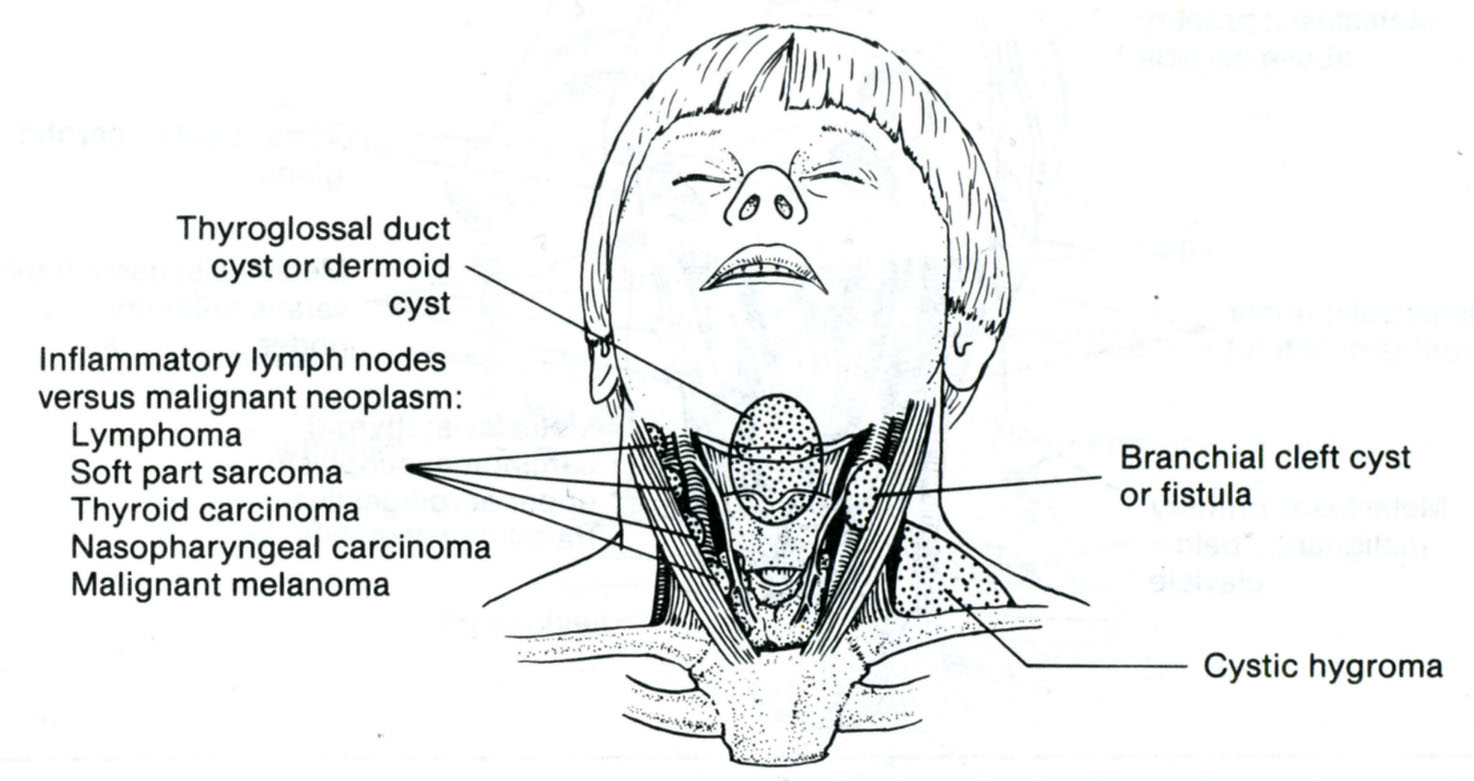 Thyroglossal duct
cyst or dermoid
cyst
Inflammatory lymph nodes
versus malignant neoplasm:
Lymphoma
Soft part sarcoma
Thyroid carcinoma
Nasopharyngeal carcinoma
Malignant melanoma
Branchial cleft cyst
or fistula
Cystic hygroma